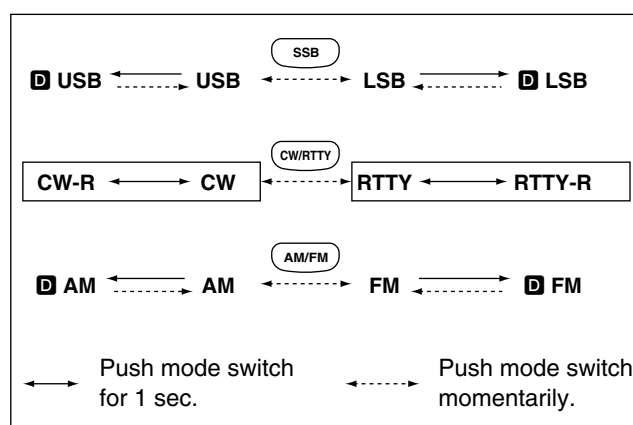 SSB
D USB USB LSB D LSB
CW/RTTY
CW-R CW RTTY RTTY-R
AM/FM
D AM AM FM D FM
Push mode switch for 1 sec.
Push mode switch momentarily.